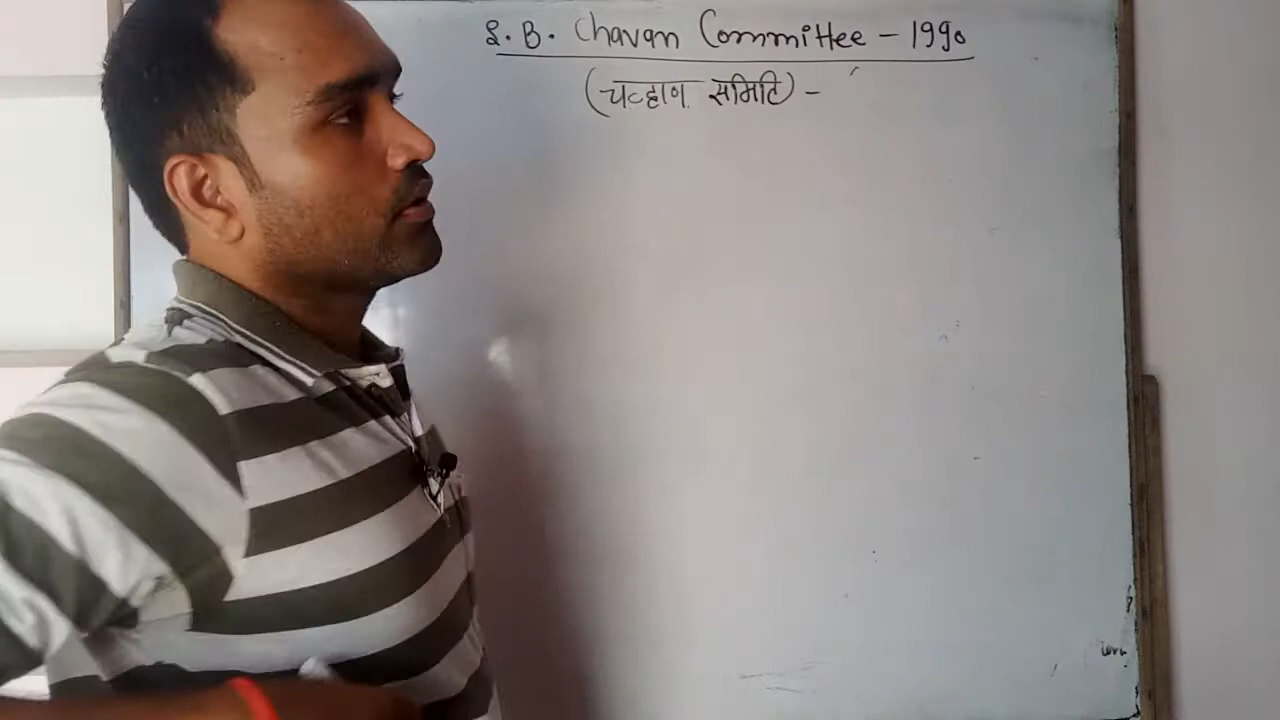 S. B. Chavan Committee - 1990
(चव्हाण समिति) -